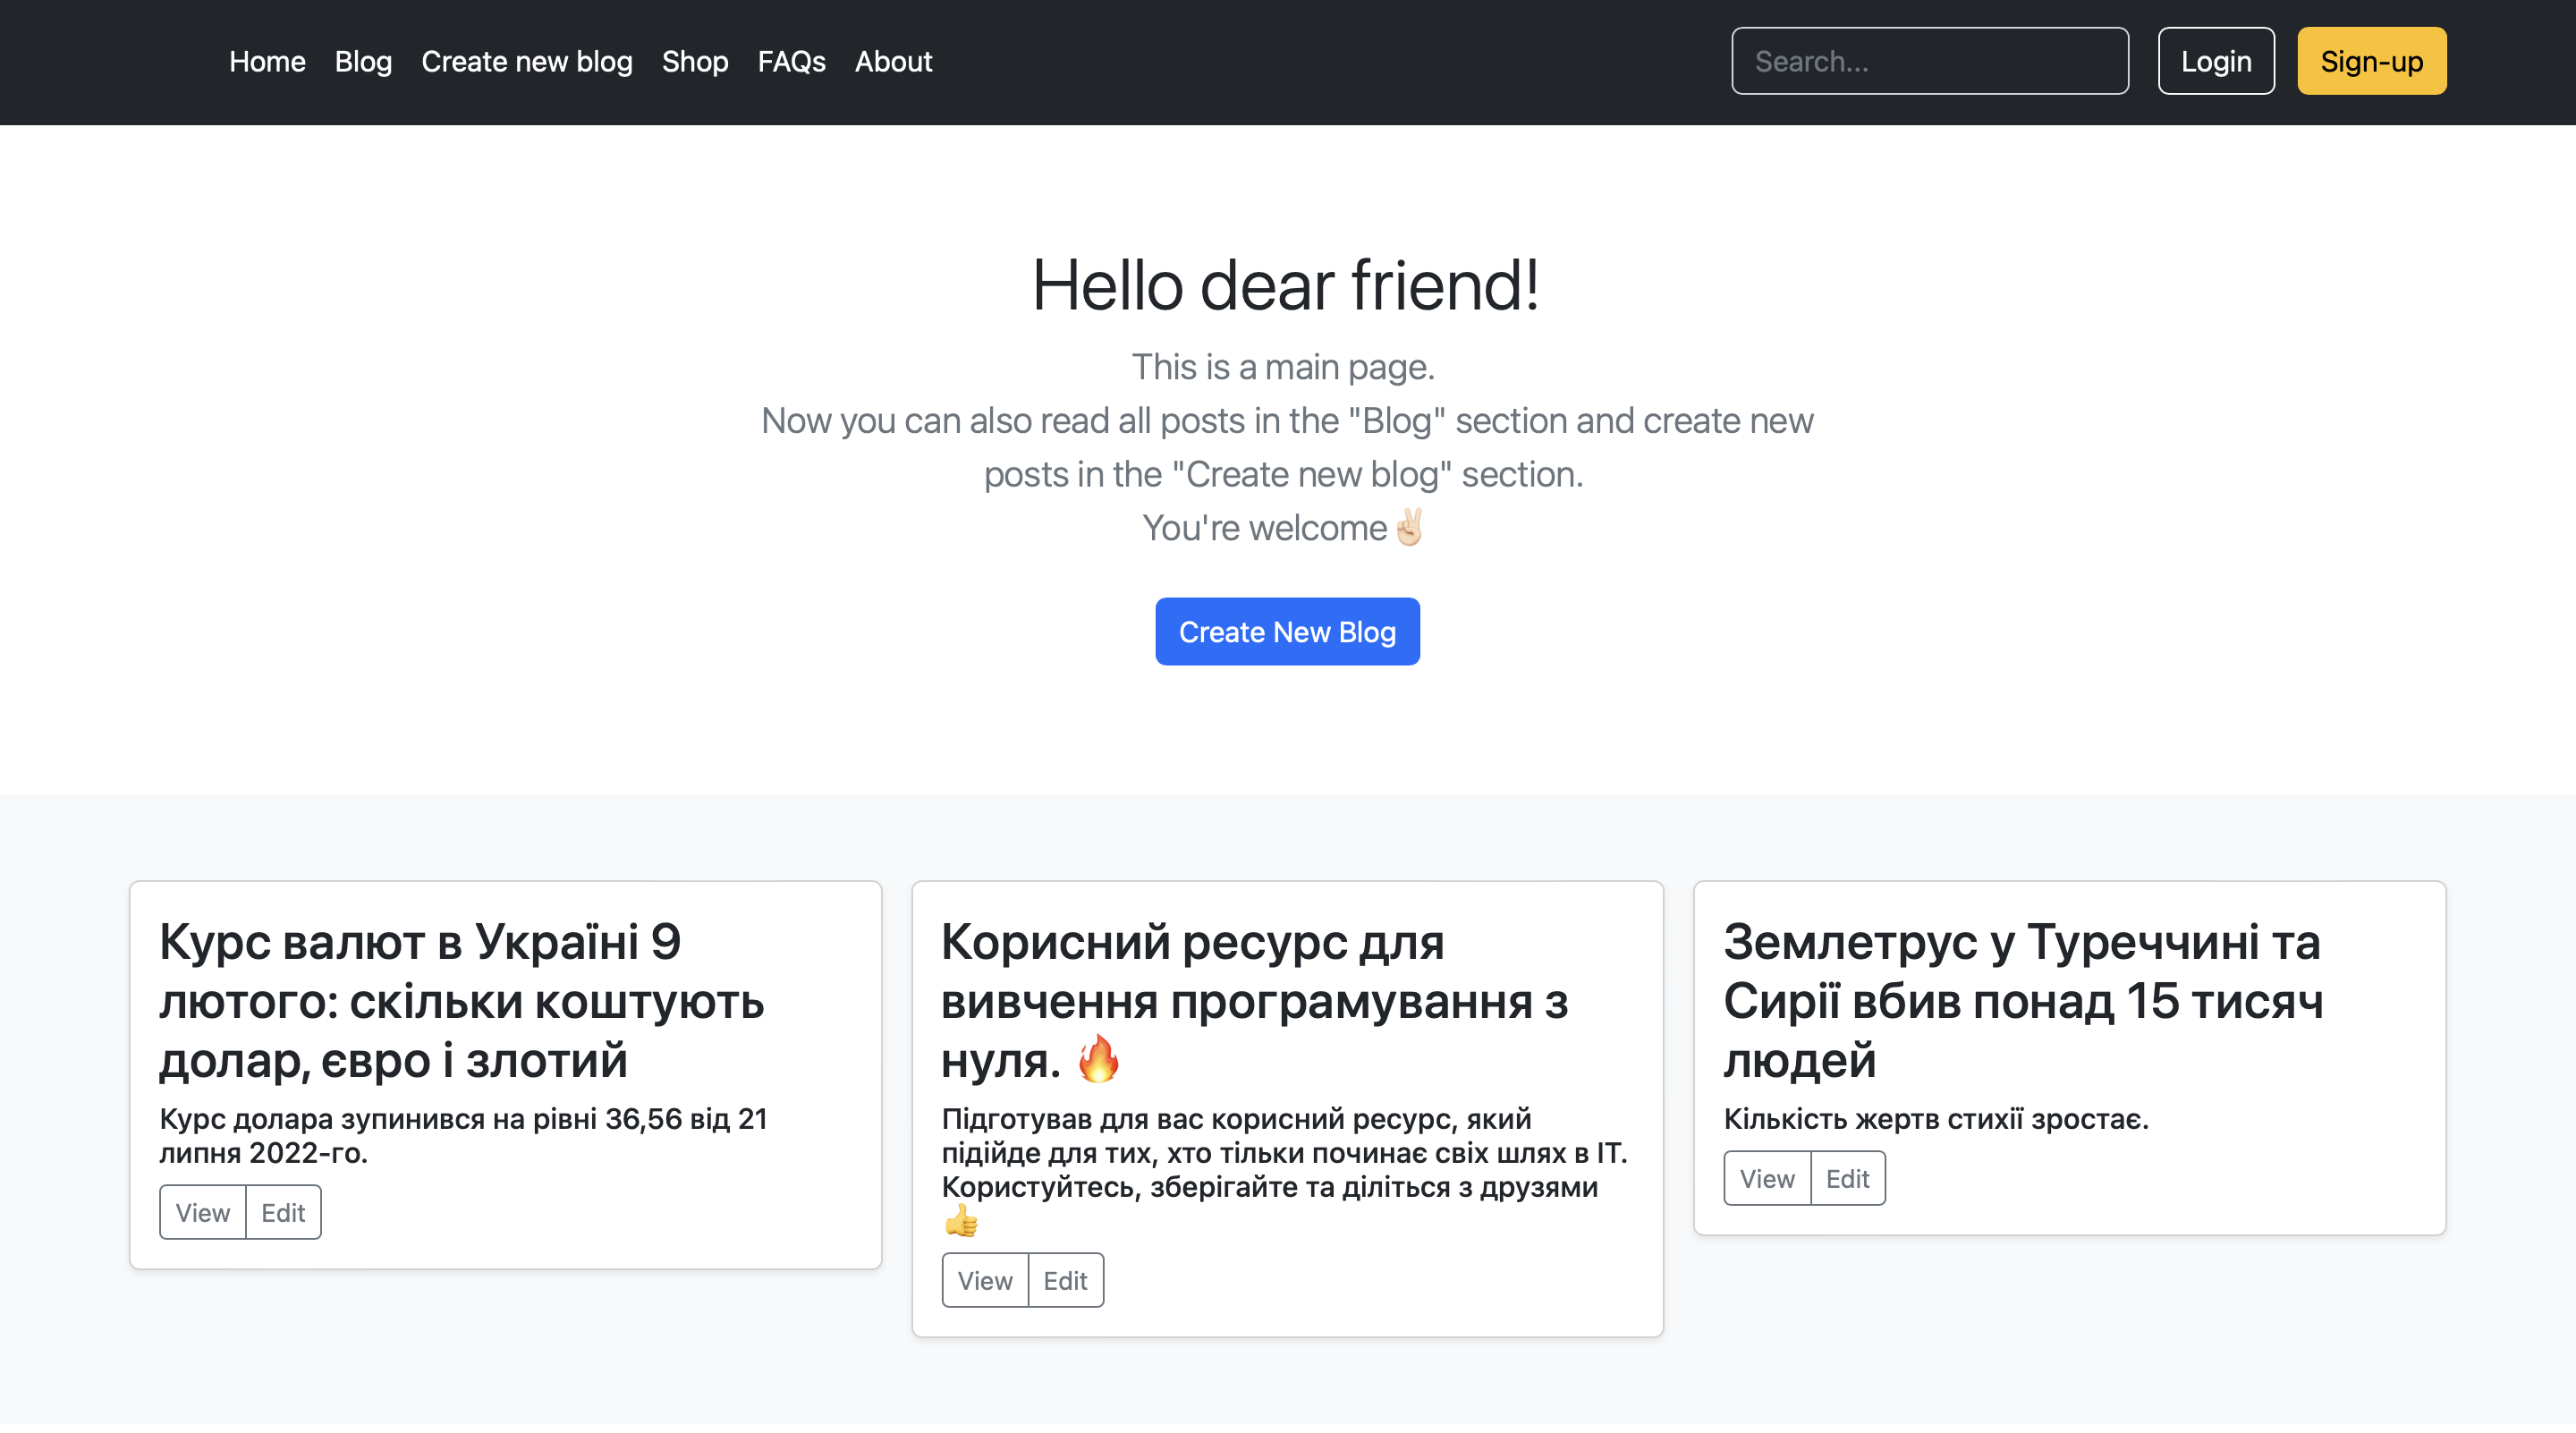 Home Blog Create new blog Shop FAQs About Search... Login Sign-up
Hello dear friend!
This is a main page.
Now you can also read all posts in the "Blog" section and create new
posts in the "Create new blog" section.
You're welcome✌🏻
Create New Blog
Курс валют в Україні 9
лютого: скільки коштують
долар, євро і злотий
Курс долара зупинився на рівні 36,56 від 21
липня 2022-го.
View Edit
Корисний ресурс для
вивчення програмування з
нуля. 🔥
Підготував для вас корисний ресурс, який
підійде для тих, хто тільки починає свіх шлях в ІТ.
Користуйтесь, зберігайте та діліться з друзями
👍
View Edit
Землетрус у Туреччині та
Сирії вбив понад 15 тисяч
людей
Кількість жертв стихії зростає.
View Edit